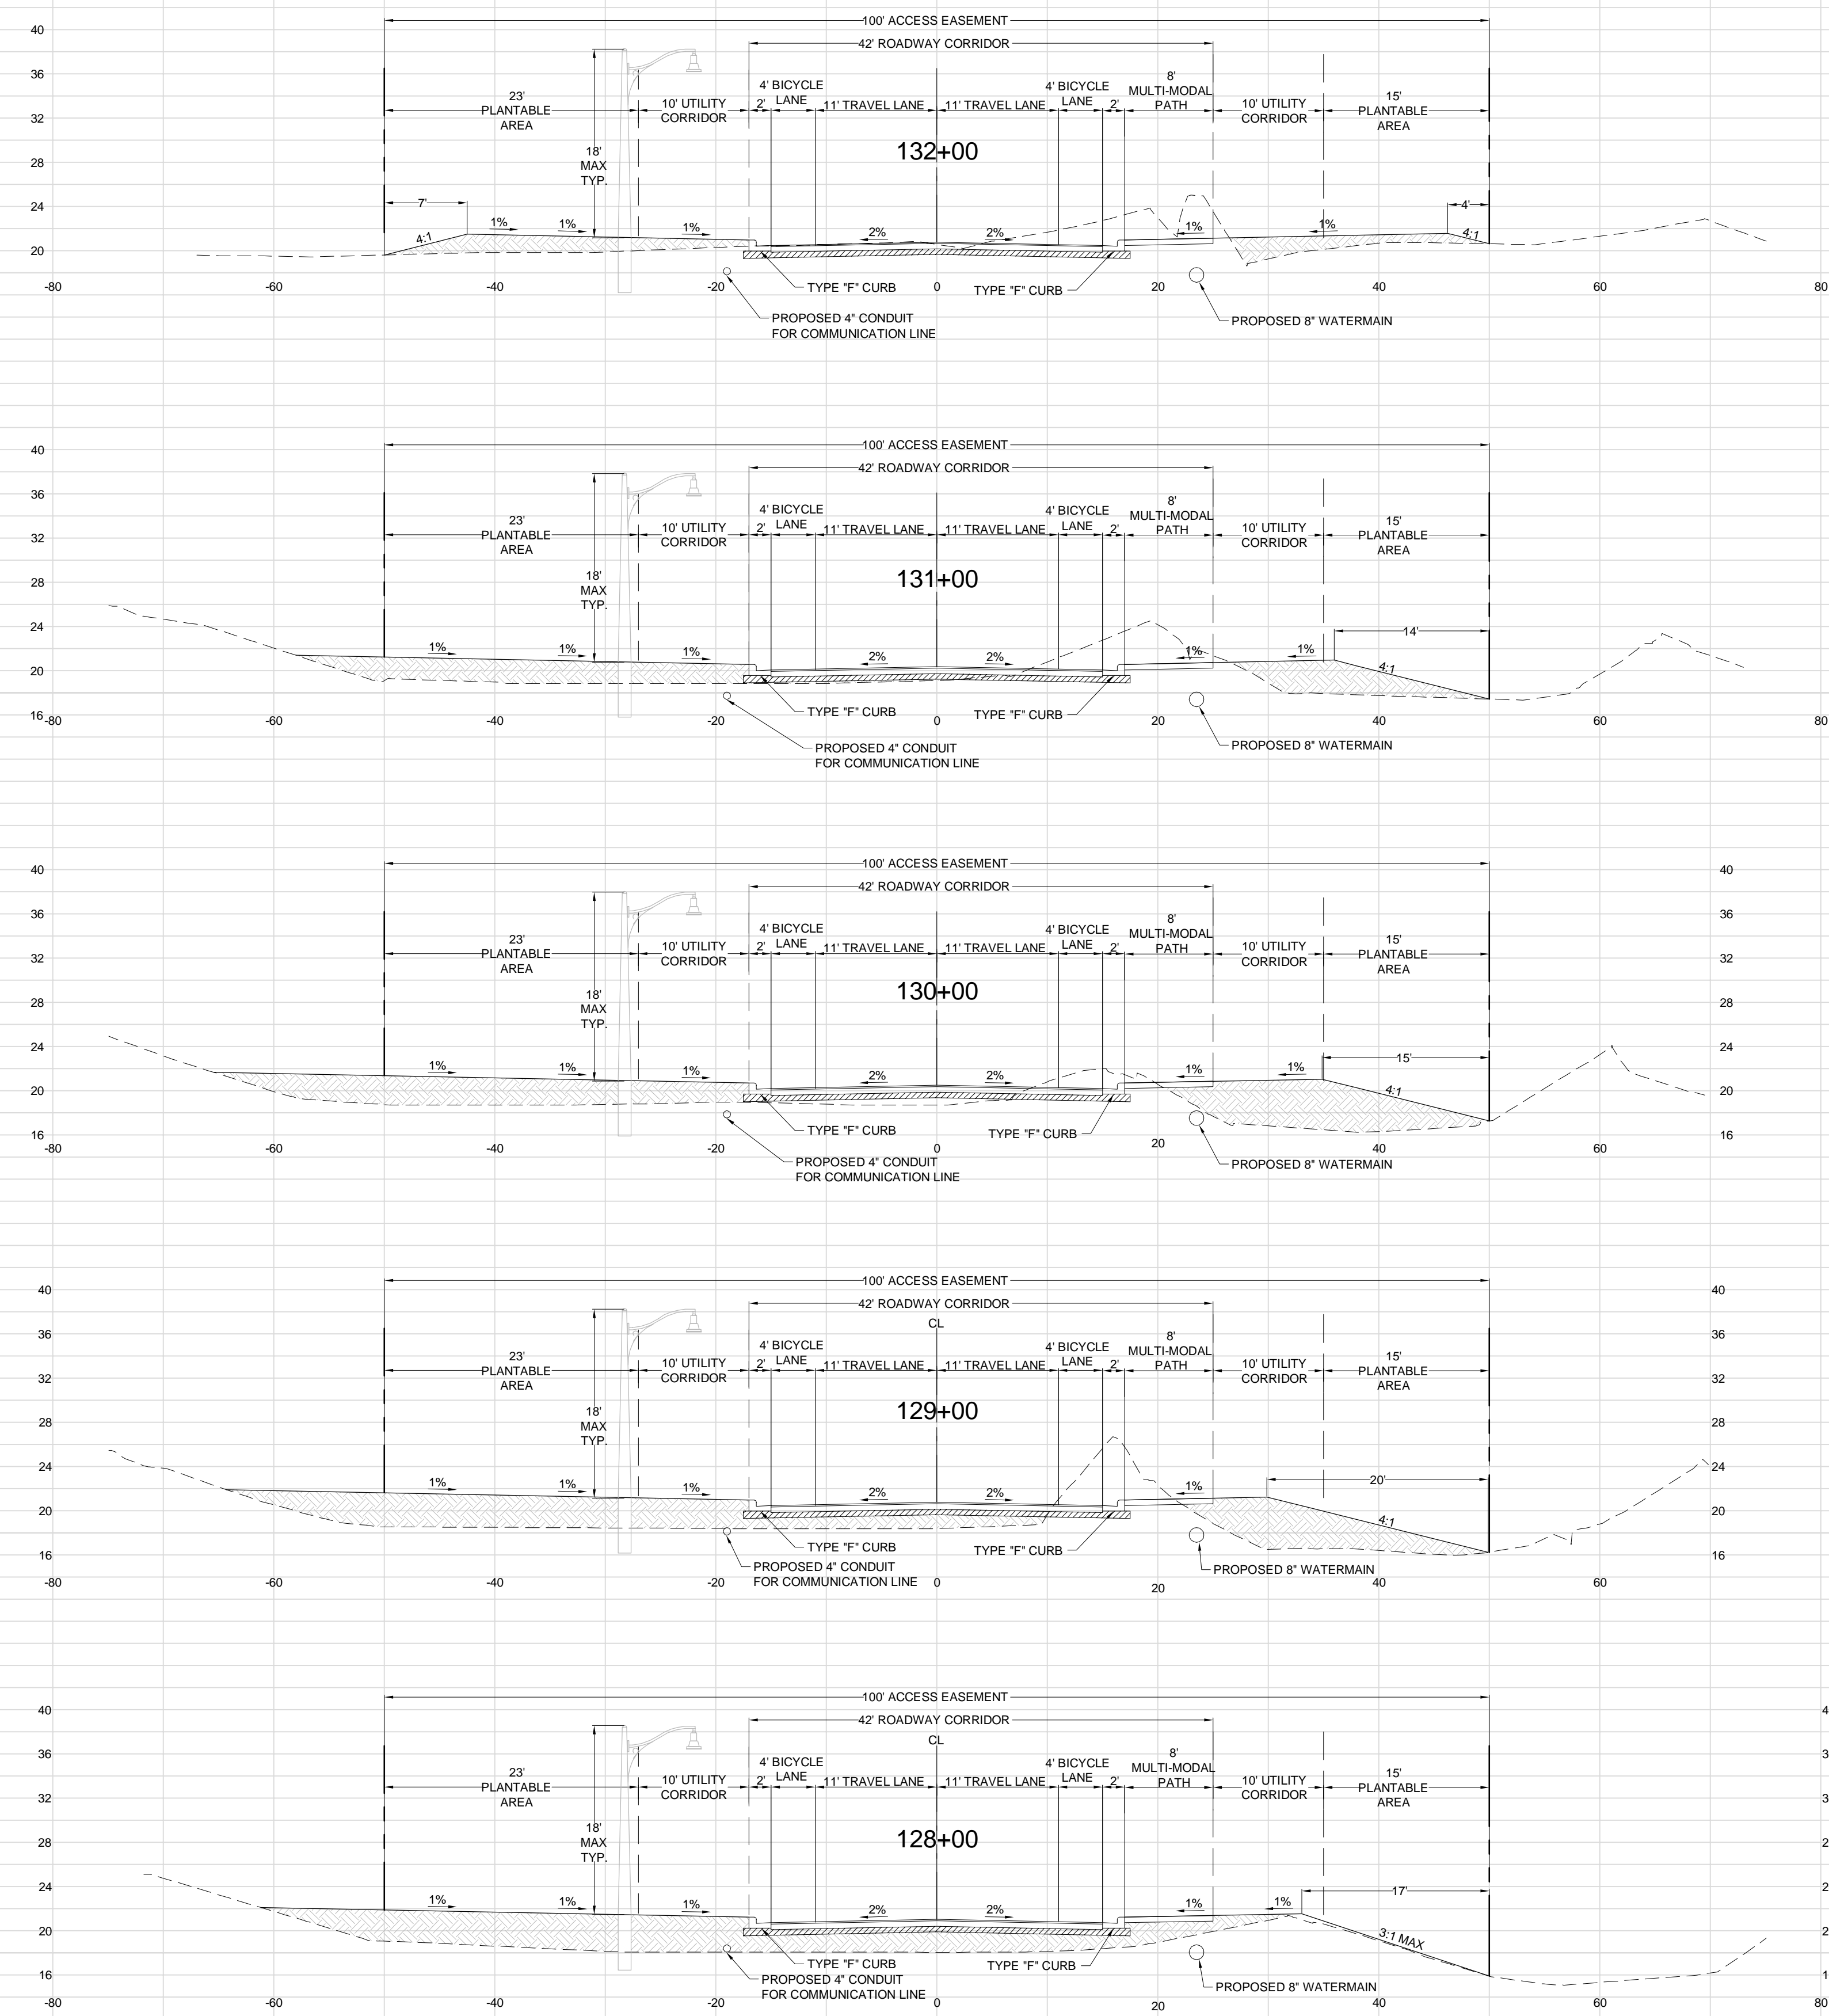 100' ACCESS EASEMENT
42' ROADWAY CORRIDOR
40
36
32
28
24
20
23'
PLANTABLE
AREA
10' UTILITY
CORRIDOR
2'
4' BICYCLE
LANE
11' TRAVEL LANE
11' TRAVEL LANE
4' BICYCLE
LANE
2'
8'
MULTI-MODAL
PATH
10' UTILITY
CORRIDOR
15'
PLANTABLE
AREA
132+00
18'
MAX
TYP.
7'
4:1
1%
1%
1%
2%
2%
1%
1%
4'
4:1
TYPE "F" CURB
TYPE "F" CURB
-80
-60
-40
-20
0
20
40
60
80
PROPOSED 4" CONDUIT
FOR COMMUNICATION LINE
PROPOSED 8" WATERMAIN
100' ACCESS EASEMENT
42' ROADWAY CORRIDOR
40
36
32
28
24
20
16
23'
PLANTABLE
AREA
10' UTILITY
CORRIDOR
2'
4' BICYCLE
LANE
11' TRAVEL LANE
11' TRAVEL LANE
4' BICYCLE
LANE
2'
8'
MULTI-MODAL
PATH
10' UTILITY
CORRIDOR
15'
PLANTABLE
AREA
131+00
18'
MAX
TYP.
1%
1%
1%
2%
2%
1%
1%
14'
4:1
TYPE "F" CURB
TYPE "F" CURB
-80
-60
-40
-20
0
20
40
60
80
PROPOSED 4" CONDUIT
FOR COMMUNICATION LINE
PROPOSED 8" WATERMAIN
100' ACCESS EASEMENT
42' ROADWAY CORRIDOR
40
36
32
28
24
20
16
40
36
32
28
24
20
16
23'
PLANTABLE
AREA
10' UTILITY
CORRIDOR
2'
4' BICYCLE
LANE
11' TRAVEL LANE
11' TRAVEL LANE
4' BICYCLE
LANE
2'
8'
MULTI-MODAL
PATH
10' UTILITY
CORRIDOR
15'
PLANTABLE
AREA
130+00
18'
MAX
TYP.
1%
1%
1%
2%
2%
1%
1%
15'
4:1
TYPE "F" CURB
TYPE "F" CURB
-80
-60
-40
-20
0
20
40
60
PROPOSED 4" CONDUIT
FOR COMMUNICATION LINE
PROPOSED 8" WATERMAIN
100' ACCESS EASEMENT
42' ROADWAY CORRIDOR
CL
40
36
32
28
24
20
16
40
36
32
28
24
20
16
23'
PLANTABLE
AREA
10' UTILITY
CORRIDOR
2'
4' BICYCLE
LANE
11' TRAVEL LANE
11' TRAVEL LANE
4' BICYCLE
LANE
2'
8'
MULTI-MODAL
PATH
10' UTILITY
CORRIDOR
15'
PLANTABLE
AREA
129+00
18'
MAX
TYP.
1%
1%
1%
2%
2%
1%
20'
4:1
TYPE "F" CURB
TYPE "F" CURB
PROPOSED 4" CONDUIT
FOR COMMUNICATION LINE
PROPOSED 8" WATERMAIN
-80
-60
-40
-20
0
20
40
60
100' ACCESS EASEMENT
42' ROADWAY CORRIDOR
CL
40
36
32
28
24
20
16
4
3
3
2
2
2
1
23'
PLANTABLE
AREA
10' UTILITY
CORRIDOR
2'
4' BICYCLE
LANE
11' TRAVEL LANE
11' TRAVEL LANE
4' BICYCLE
LANE
2'
8'
MULTI-MODAL
PATH
10' UTILITY
CORRIDOR
15'
PLANTABLE
AREA
128+00
18'
MAX
TYP.
1%
1%
1%
2%
2%
1%
1%
17'
3:1 MAX
TYPE "F" CURB
TYPE "F" CURB
PROPOSED 4" CONDUIT
FOR COMMUNICATION LINE
PROPOSED 8" WATERMAIN
-80
-60
-40
-20
0
20
40
60
80